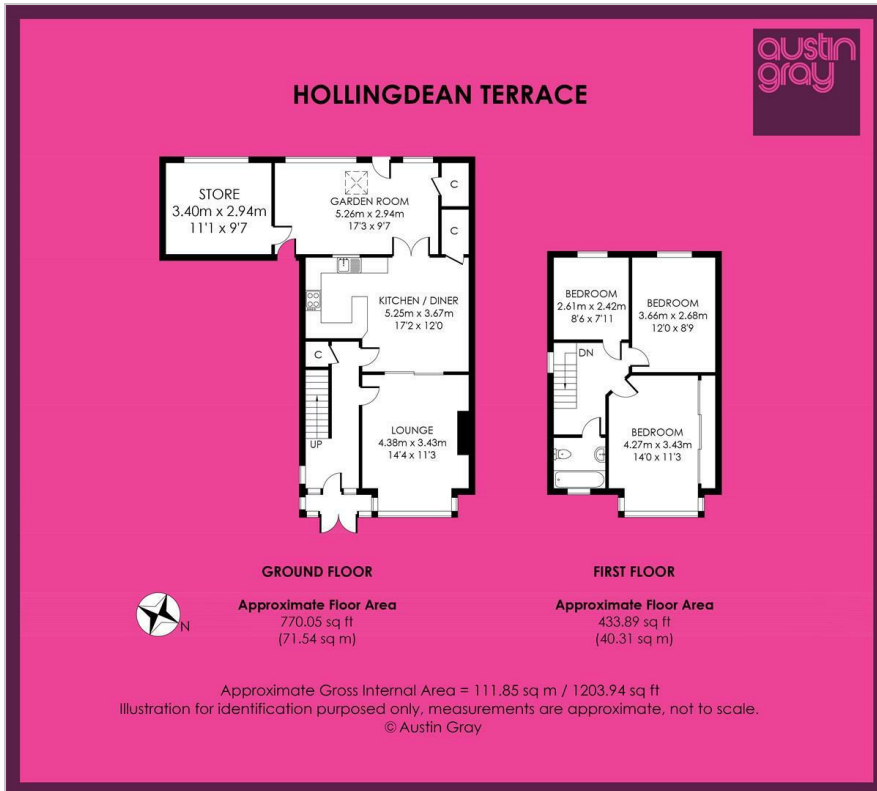 austin
gray
HOLLINGDEAN TERRACE
STORE
3.40m x 2.94m
11'1 x 9'7
GARDEN ROOM
5.26m x 2.94m
17'3 x 9'7
C
C
KITCHEN / DINER
5.25m x 3.67m
17'2 x 12'0
C
UP
LOUNGE
4.38m x 3.43m
14'4 x 11'3
BEDROOM
2.61m x 2.42m
8'6 x 7'11
BEDROOM
3.66m x 2.68m
12'0 x 8'9
DN
BEDROOM
4.27m x 3.43m
14'0 x 11'3
GROUND FLOOR
Approximate Floor Area
770.05 sq ft
(71.54 sq m)
FIRST FLOOR
Approximate Floor Area
433.89 sq ft
(40.31 sq m)
N
Approximate Gross Internal Area = 111.85 sq m / 1203.94 sq ft
Illustration for identification purposed only, measurements are approximate, not to scale.
© Austin Gray